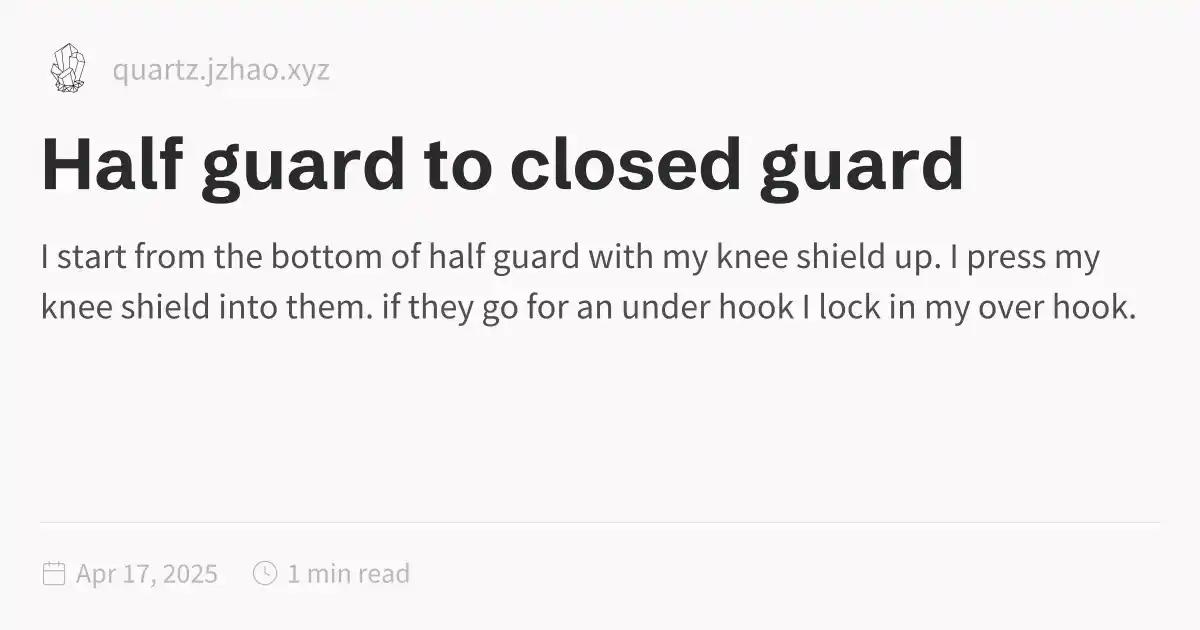 quartz.jzhao.xyz
Half guard to closed guard
I start from the bottom of half guard with my knee shield up. I press my
knee shield into them. if they go for an under hook I lock in my over hook.
Apr 17, 2025 1 min read